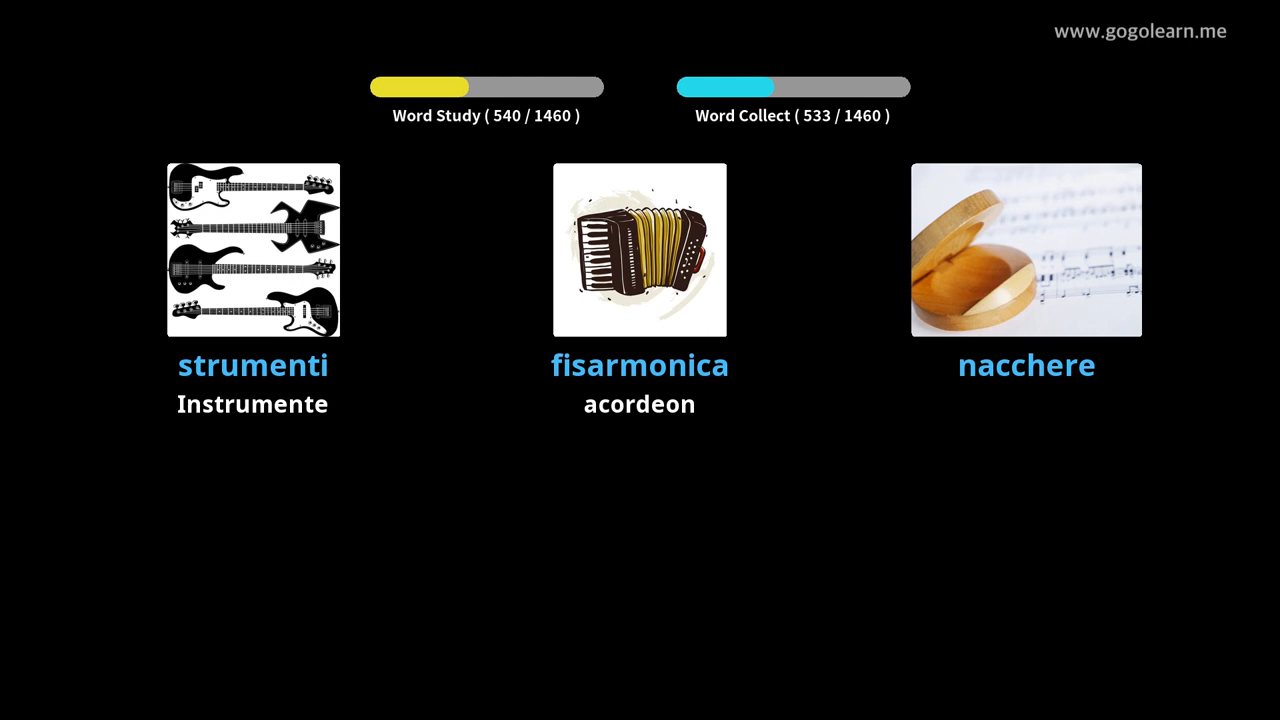 www.gogolearn.me
Word Study ( 540 / 1460 )
Word Collect ( 533 / 1460 )
strumenti
Instrumente
fisarmonica
acordeon
nacchere